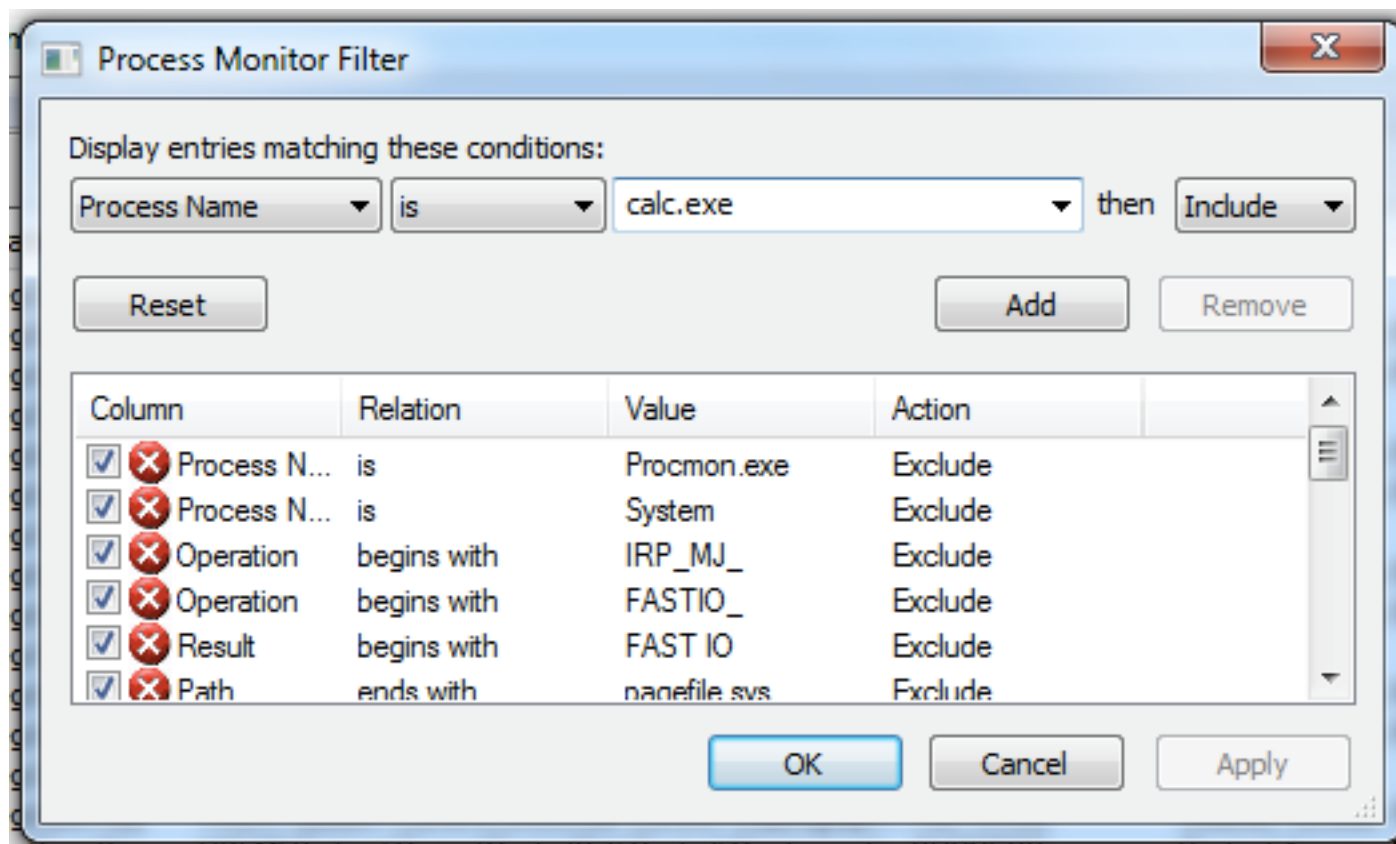 Process Monitor Filter
Display entries matching these conditions:
Process Name is calc.exe then Include
Reset Add Remove
Column Relation Value Action
Process N... is Procmon.exe Exclude
Process N... is System Exclude
Operation begins with IRP_MJ_ Exclude
Operation begins with FASTIO_ Exclude
Result begins with FAST IO Exclude
Path ends with pagefile.sys Exclude
OK Cancel Apply